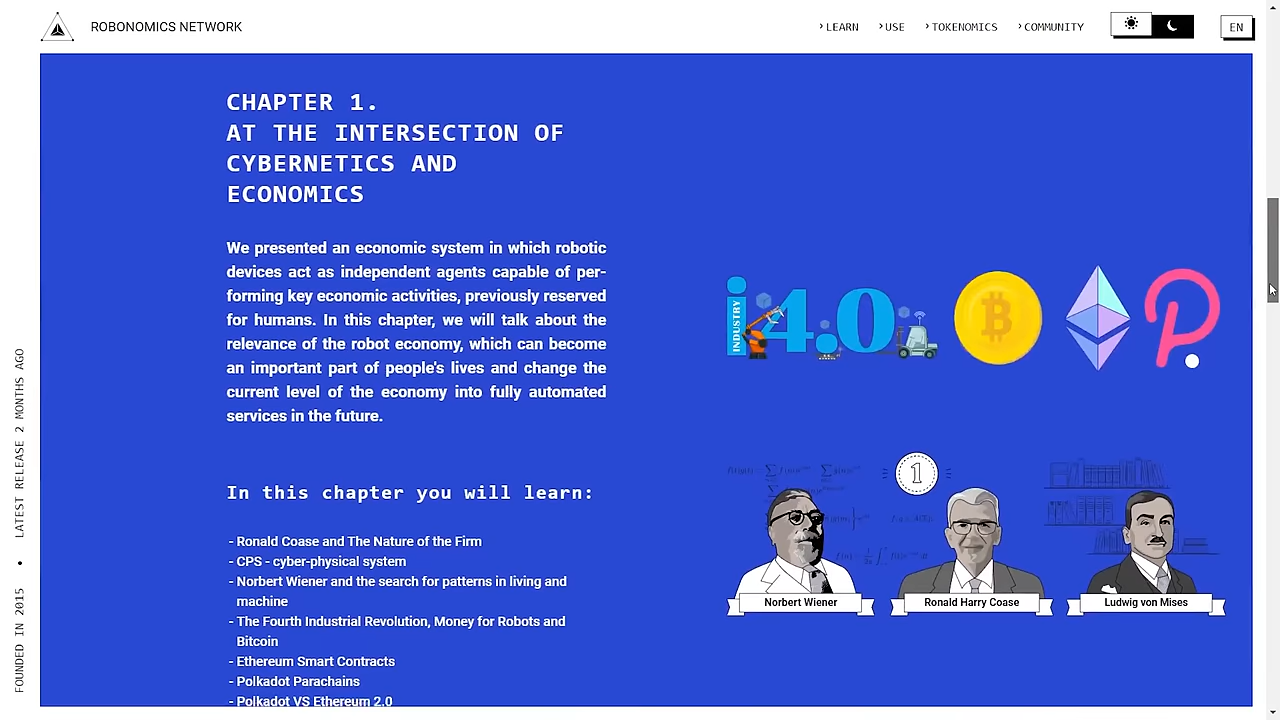 ROBONOMICS NETWORK
LEARN
USE
TOKENOMICS
COMMUNITY
EN
CHAPTER 1.
AT THE INTERSECTION OF
CYBERNETICS AND
ECONOMICS
We presented an economic system in which robotic
devices act as independent agents capable of per-
forming key economic activities, previously reserved
for humans. In this chapter, we will talk about the
relevance of the robot economy, which can become
an important part of people's lives and change the
current level of the economy into fully automated
services in the future.
In this chapter you will learn:
- Ronald Coase and The Nature of the Firm
- CPS - cyber-physical system
- Norbert Wiener and the search for patterns in living and
machine
- The Fourth Industrial Revolution, Money for Robots and
Bitcoin
- Ethereum Smart Contracts
- Polkadot Parachains
- Polkadot VS Ethereum 2.0
INDUSTRY
i4.0
1
Norbert Wiener
Ronald Harry Coase
Ludwig von Mises
FOUNDED IN 2015 • LATEST RELEASE 2 MONTHS AGO